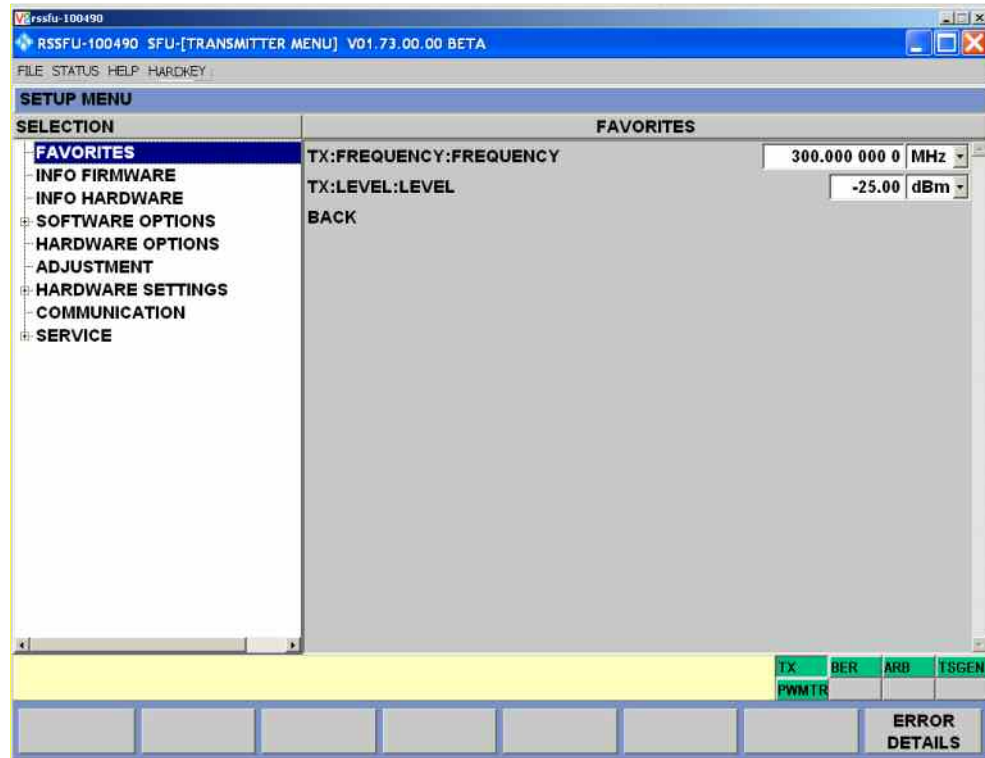 rssfu-100490
RSSFU-100490 SFU-[TRANSMITTER MENU] V01.73.00.00 BETA
FILE STATUS HELP HARDKEY
SETUP MENU
SELECTION
FAVORITES
FAVORITES
INFO FIRMWARE
INFO HARDWARE
SOFTWARE OPTIONS
HARDWARE OPTIONS
ADJUSTMENT
HARDWARE SETTINGS
COMMUNICATION
SERVICE
TX:FREQUENCY:FREQUENCY 300.000 000 0 MHz
TX:LEVEL:LEVEL -25.00 dBm
BACK
TX BER ARB TSGEN
PWMTR
ERROR
DETAILS